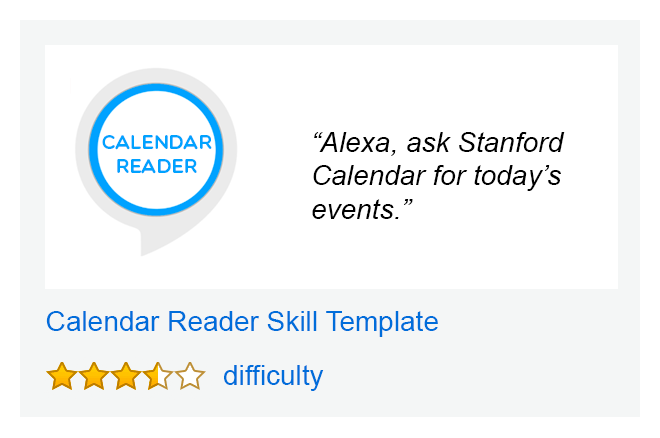 CALENDAR
READER
“Alexa, ask Stanford
Calendar for today’s
events.”
Calendar Reader Skill Template
difficulty